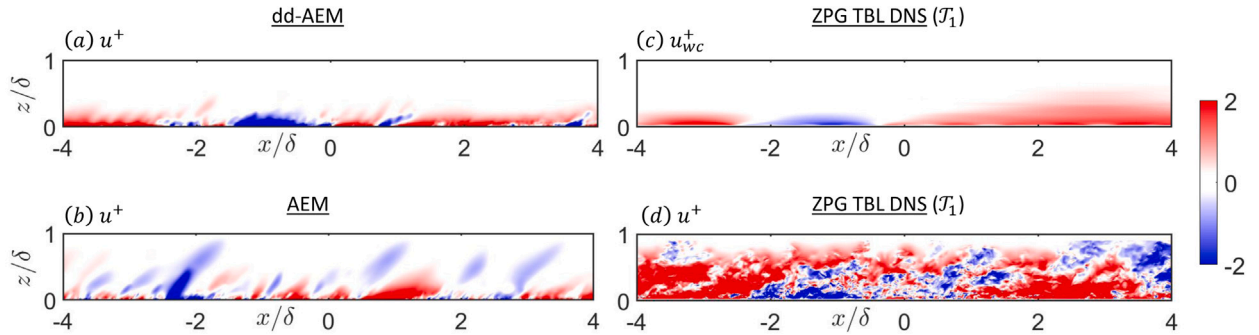 dd-AEM
ZPG TBL DNS (𝒯₁)
(a) u⁺
(c) u⁺wc
1
z/δ
0
-4 -2 0 2 4
x/δ
1
0
-4 -2 0 2 4
x/δ
2
0
-2
AEM
ZPG TBL DNS (𝒯₁)
(b) u⁺
(d) u⁺
1
z/δ
0
-4 -2 0 2 4
x/δ
1
0
-4 -2 0 2 4
x/δ